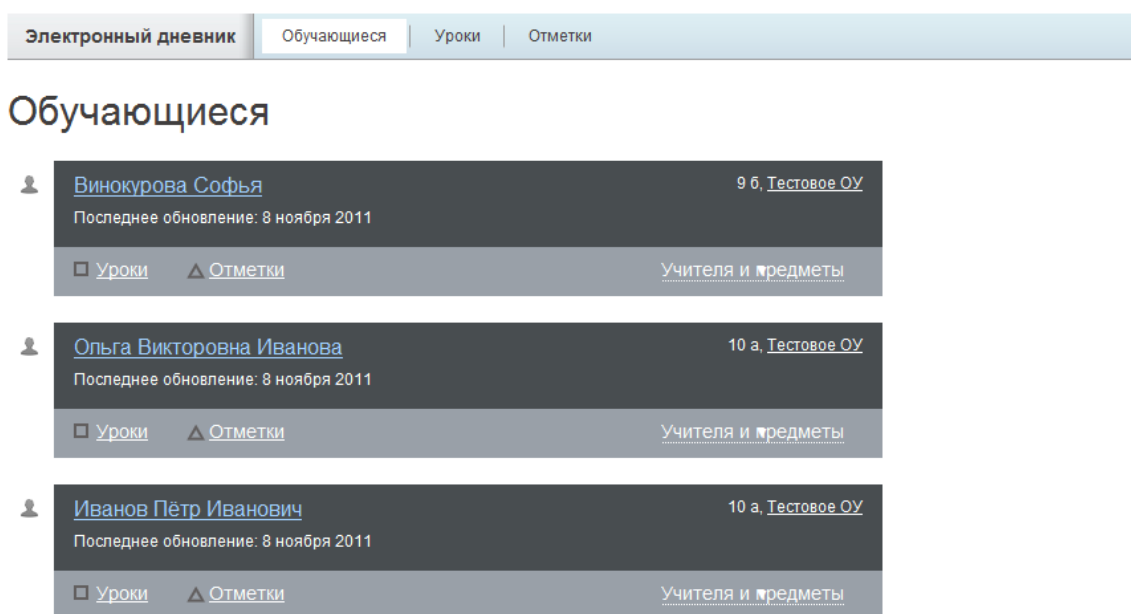 Электронный дневник Обучающиеся Уроки Отметки
Обучающиеся
Винокурова Софья 9 б, Тестовое ОУ
Последнее обновление: 8 ноября 2011
Уроки Отметки Учителя и предметы
Ольга Викторовна Иванова 10 а, Тестовое ОУ
Последнее обновление: 8 ноября 2011
Уроки Отметки Учителя и предметы
Иванов Пётр Иванович 10 а, Тестовое ОУ
Последнее обновление: 8 ноября 2011
Уроки Отметки Учителя и предметы